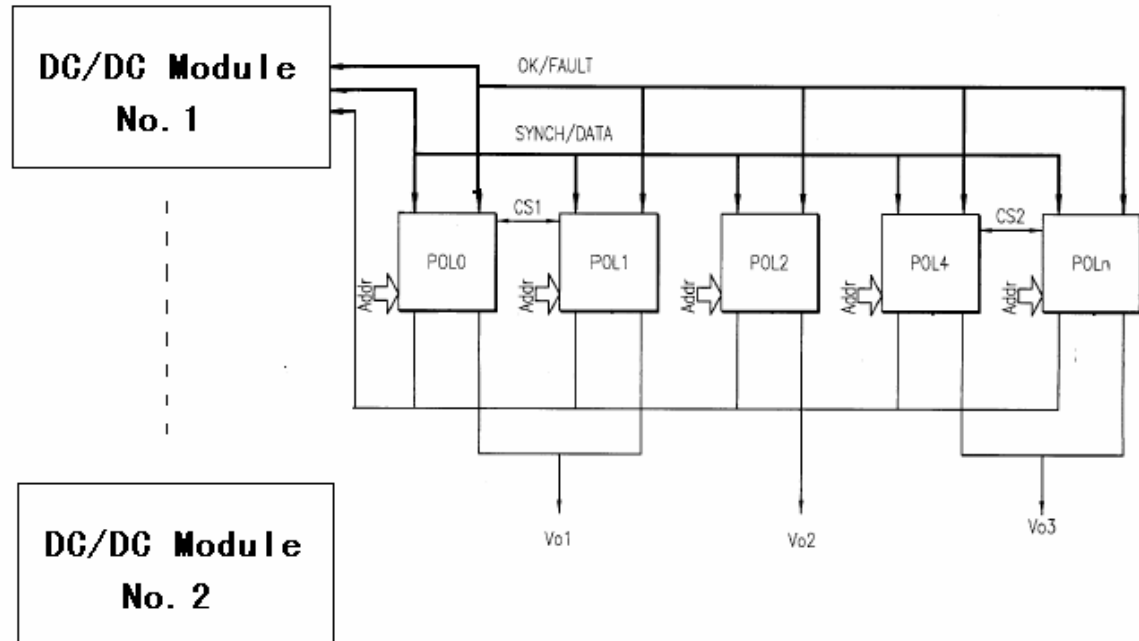 DC/DC Module
No. 1
OK/FAULT
SYNCH/DATA
CS1
CS2
POL0
POL1
POL2
POL4
POLn
Addr
Addr
Addr
Addr
Addr
Vo1
Vo2
Vo3
DC/DC Module
No. 2